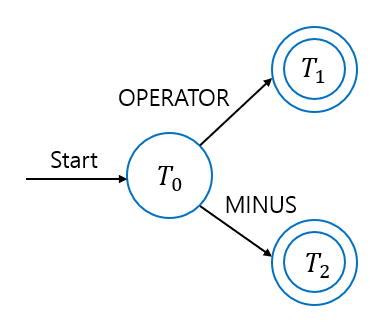 T₁
OPERATOR
Start
T₀
MINUS
T₂